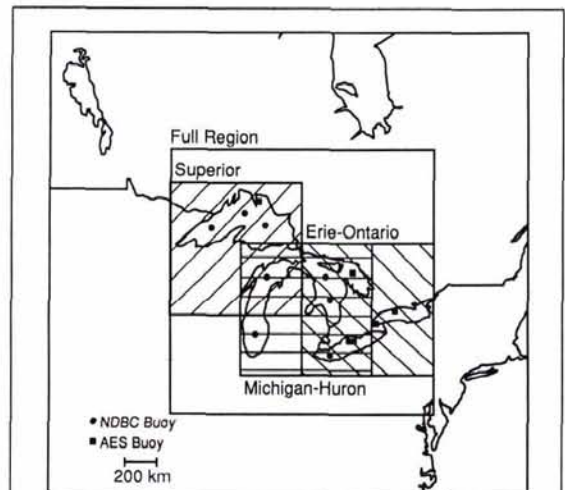 Full Region
Superior
Erie-Ontario
Michigan-Huron
NDBC Buoy
AES Buoy
200 km